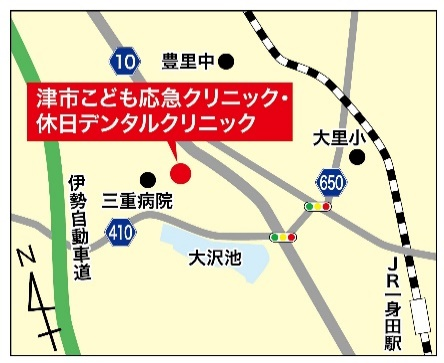 10
豊里中
津市こども応急クリニック・
休日デンタルクリニック
大里小
三重病院
650
伊勢自動車道
410
大沢池
N
JR一身田駅